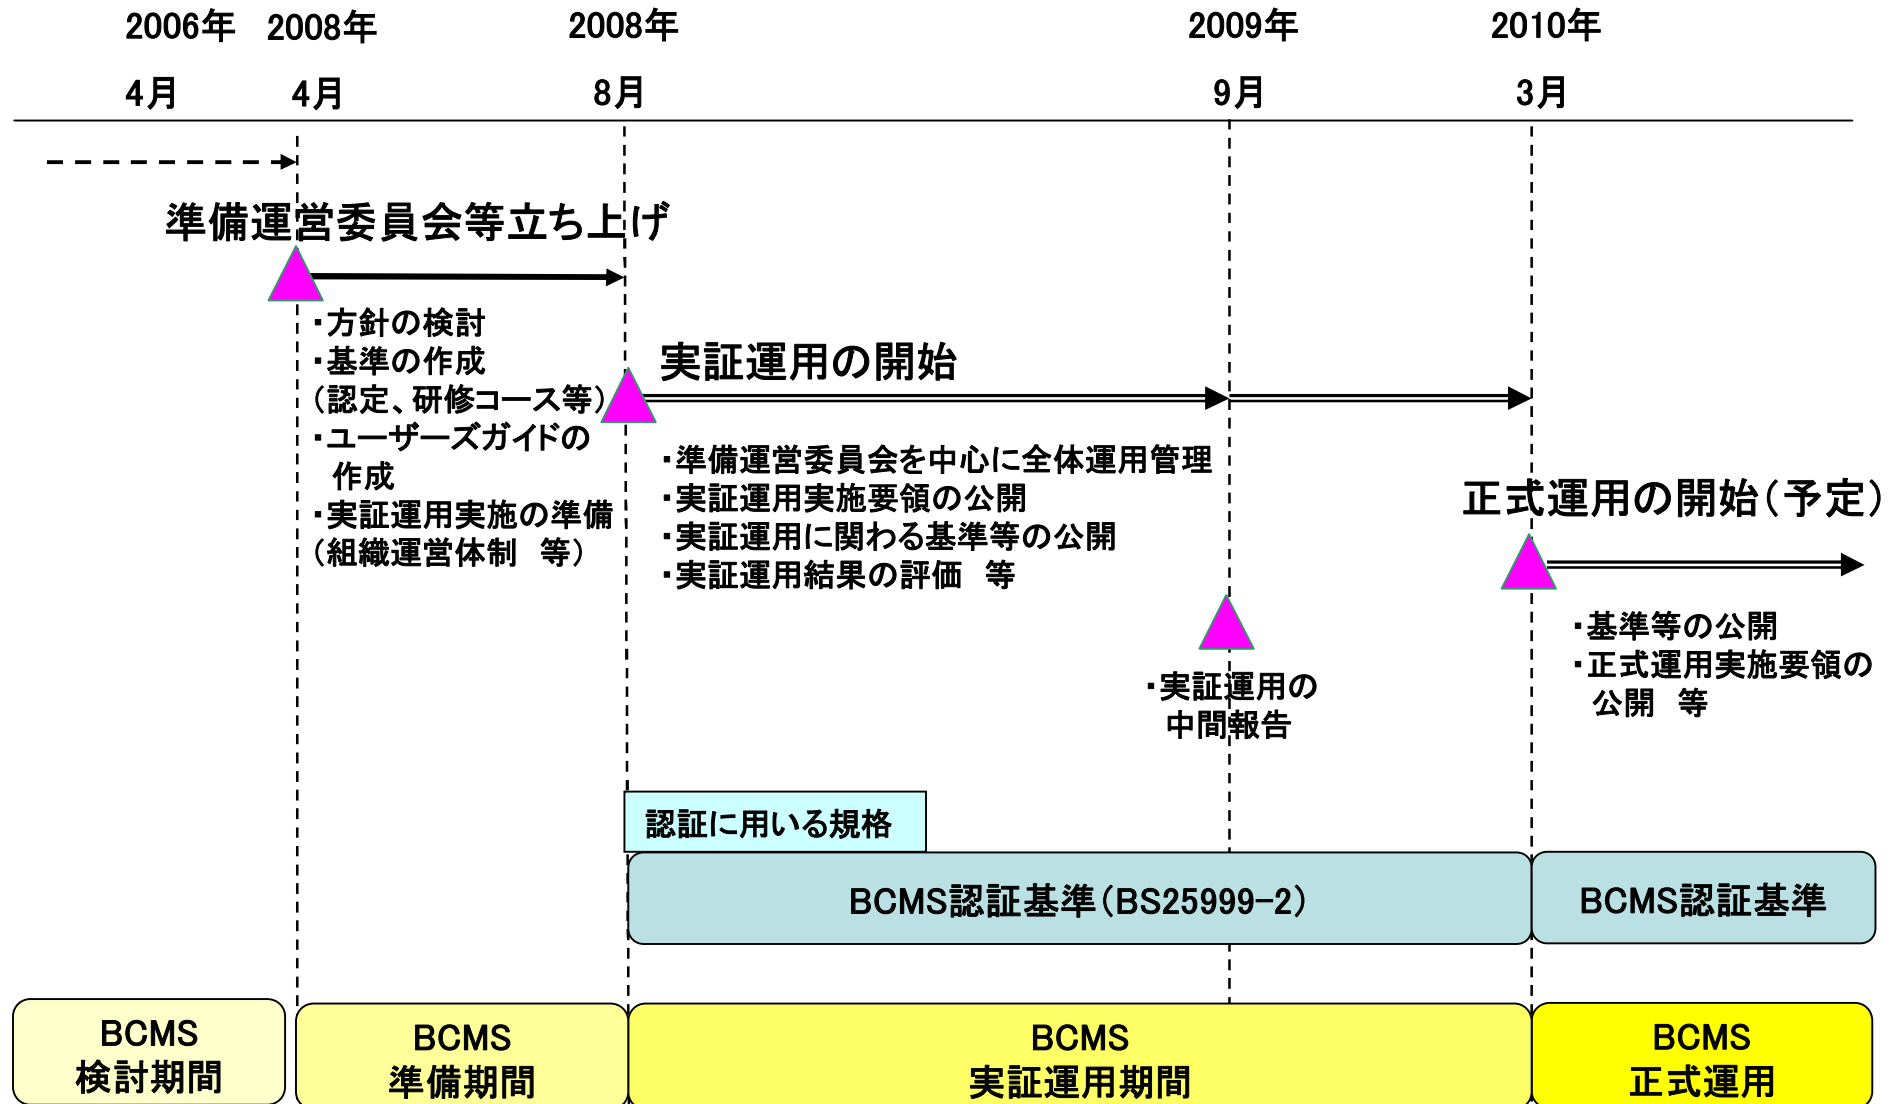 2006年 2008年 2008年 2009年 2010年
4月 4月 8月 9月 3月
準備運営委員会等立ち上げ
・方針の検討
・基準の作成
（認定、研修コース等）
・ユーザーズガイドの
作成
・実証運用実施の準備
（組織運営体制　等）
実証運用の開始
・準備運営委員会を中心に全体運用管理
・実証運用実施要領の公開
・実証運用に関わる基準等の公開
・実証運用結果の評価　等
・実証運用の
中間報告
正式運用の開始（予定）
・基準等の公開
・正式運用実施要領の
公開　等
認証に用いる規格
BCMS認証基準（BS25999-2）
BCMS認証基準
BCMS
検討期間
BCMS
準備期間
BCMS
実証運用期間
BCMS
正式運用